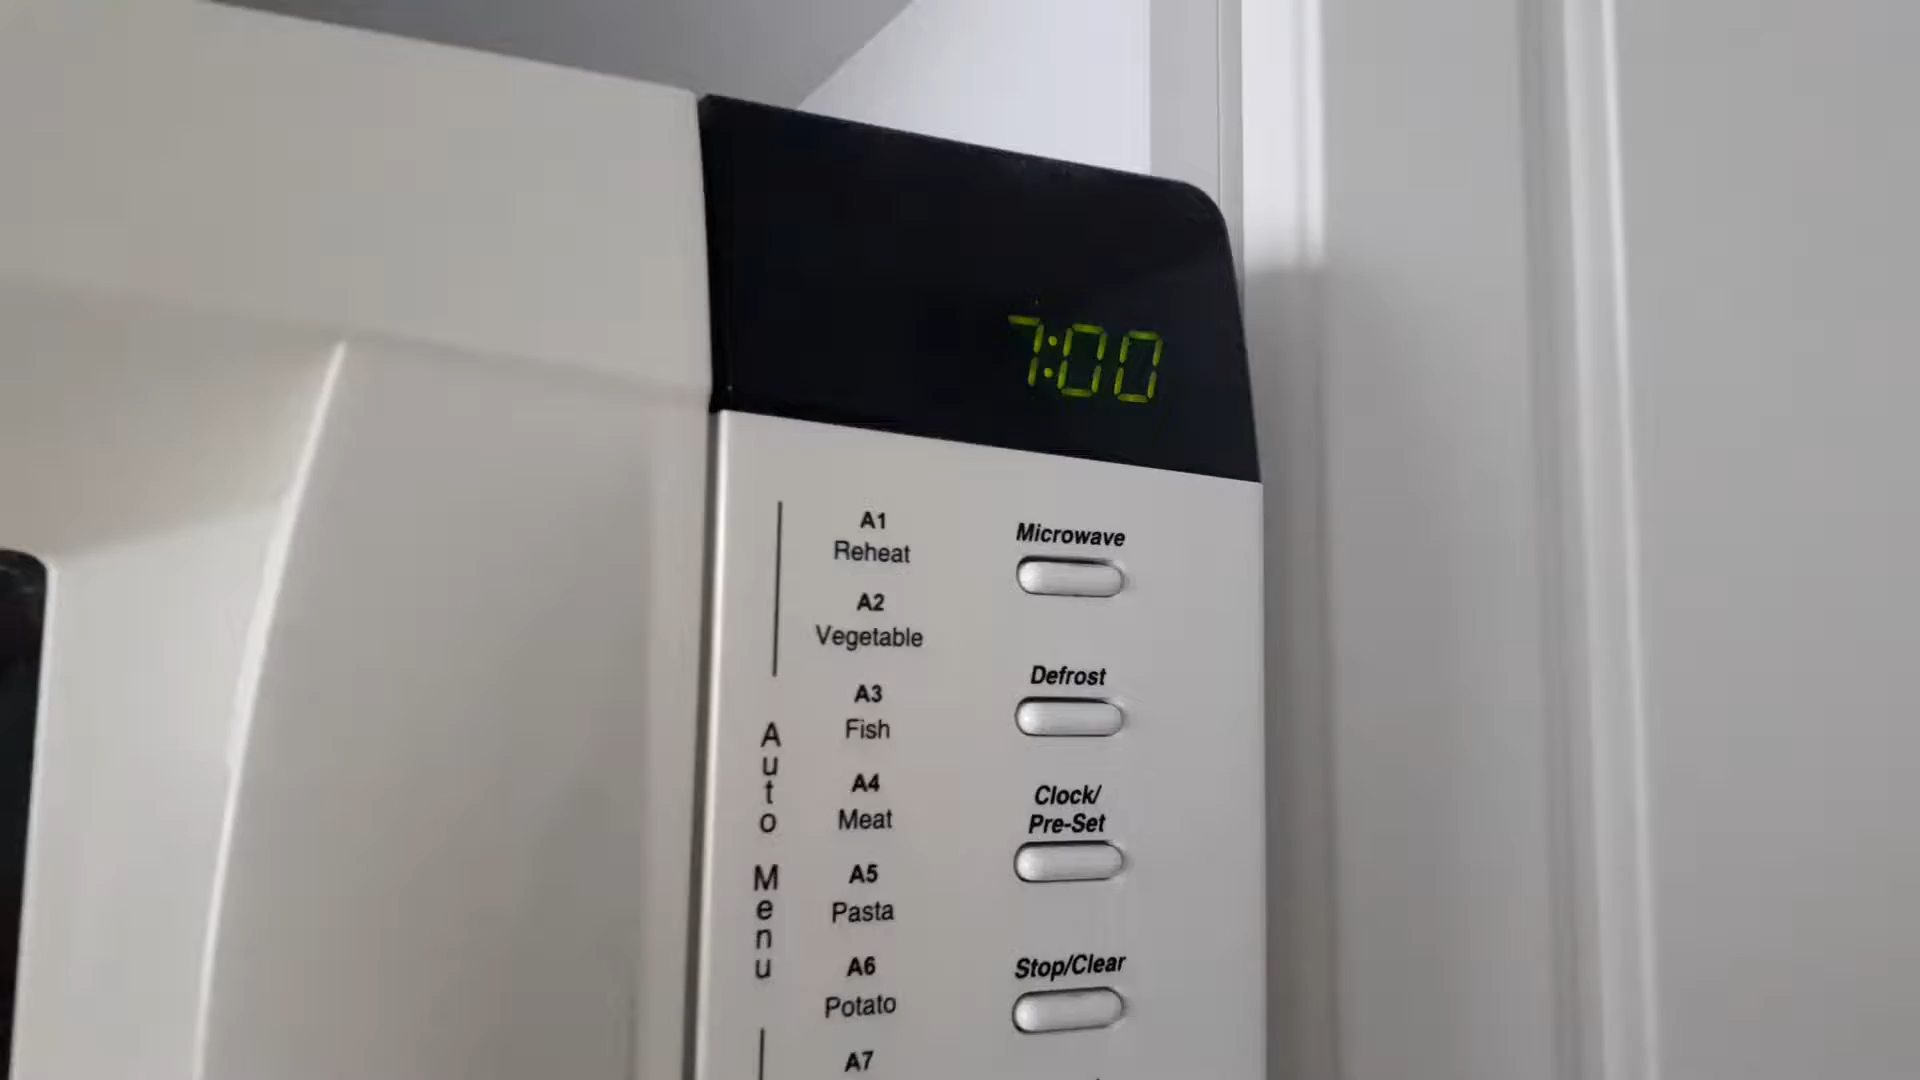 7:00
A1
Reheat
A2
Vegetable
A3
Fish
A4
Meat
A5
Pasta
A6
Potato
A7
Auto Menu
Microwave
Defrost
Clock/
Pre-Set
Stop/Clear